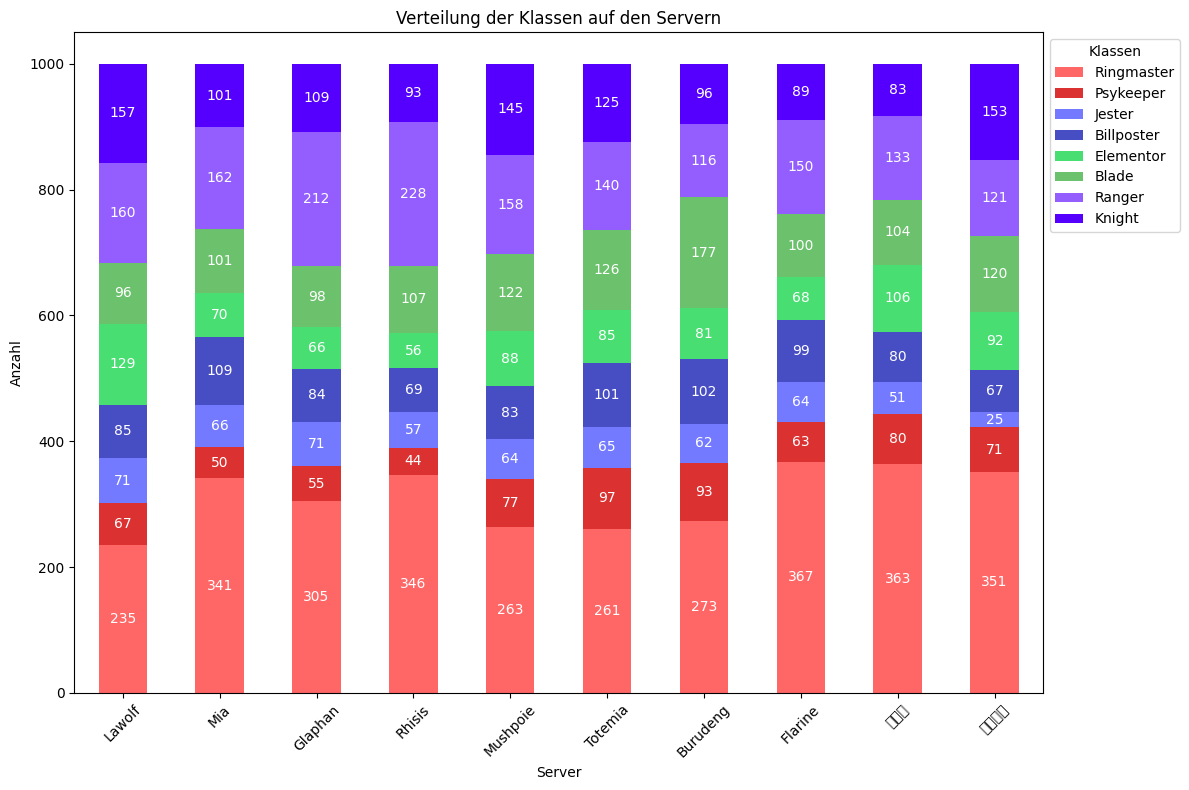 Verteilung der Klassen auf den Servern
Klassen
Ringmaster
Psykeeper
Jester
Billposter
Elementor
Blade
Ranger
Knight
Anzahl
1000
800
600
400
200
0
157 101 109 93 145 125 96 89 83 153
160 162 212 228 158 140 116 150 133 121
96 101 98 107 122 126 177 100 104 120
129 70 66 56 88 85 81 68 106 92
85 109 84 69 83 101 102 99 80 67
71 66 71 57 64 65 62 64 51 25
67 50 55 44 77 97 93 63 80 71
235 341 305 346 263 261 273 367 363 351
Lawolf Mia Glaphan Rhisis Mushpoie Totemia Burudeng Flarine
Server